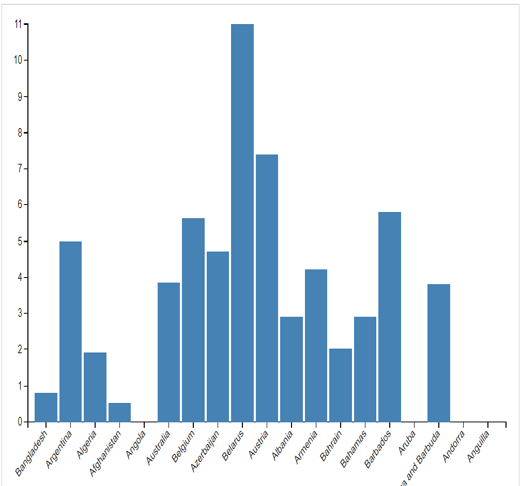 11
10
9
8
7
6
5
4
3
2
1
0
Bangladesh
Argentina
Algeria
Afghanistan
Angola
Australia
Belgium
Azerbaijan
Belarus
Austria
Albania
Armenia
Bahrain
Bahamas
Barbados
Aruba
and Barbuda
Andorra
Anguilla